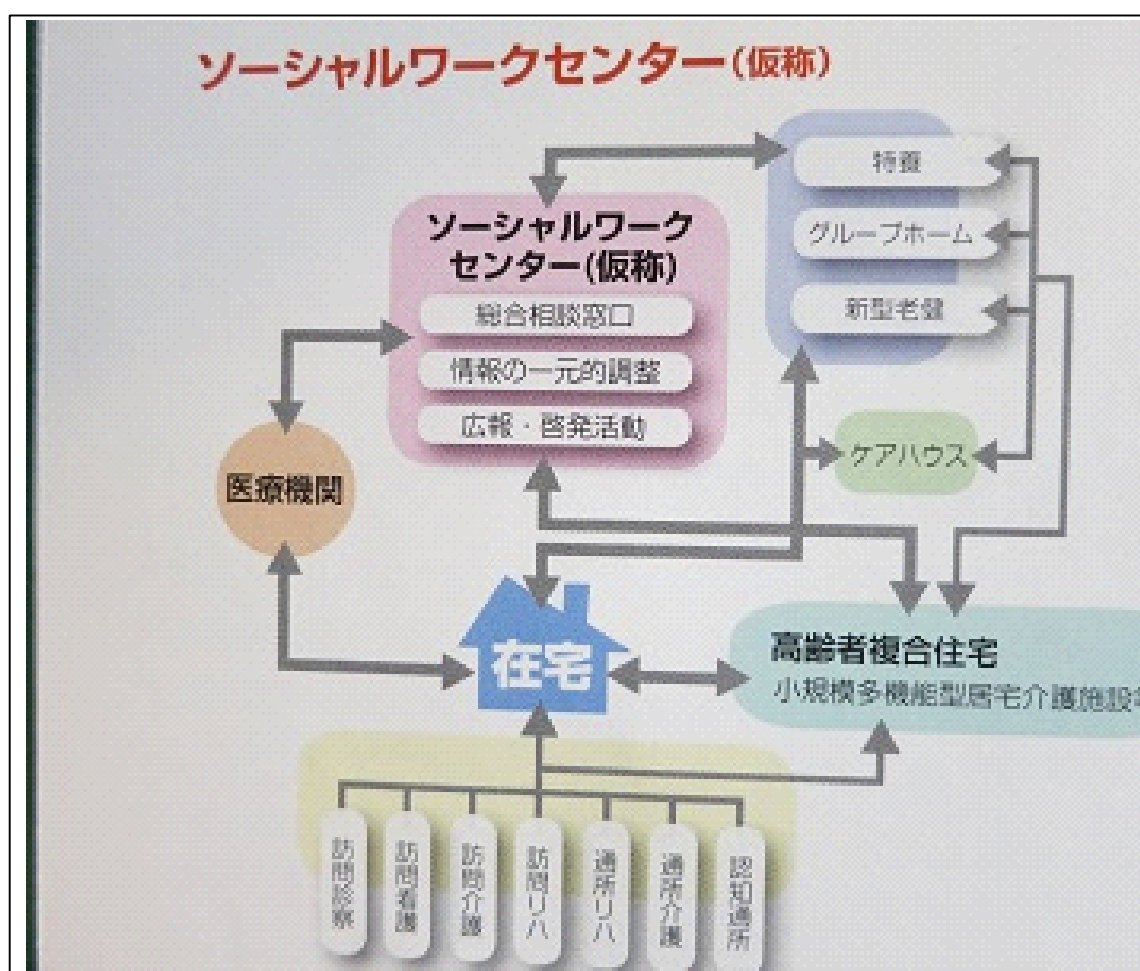 ソーシャルワークセンター(仮称)
特養
グループホーム
新型老健
ソーシャルワーク
センター(仮称)
総合相談窓口
情報の一元的調整
広報・啓発活動
ケアハウス
医療機関
在宅
高齢者複合住宅
小規模多機能型居宅介護施設等
訪問診察
訪問看護
訪問介護
訪問リハ
通所リハ
通所介護
認知通所